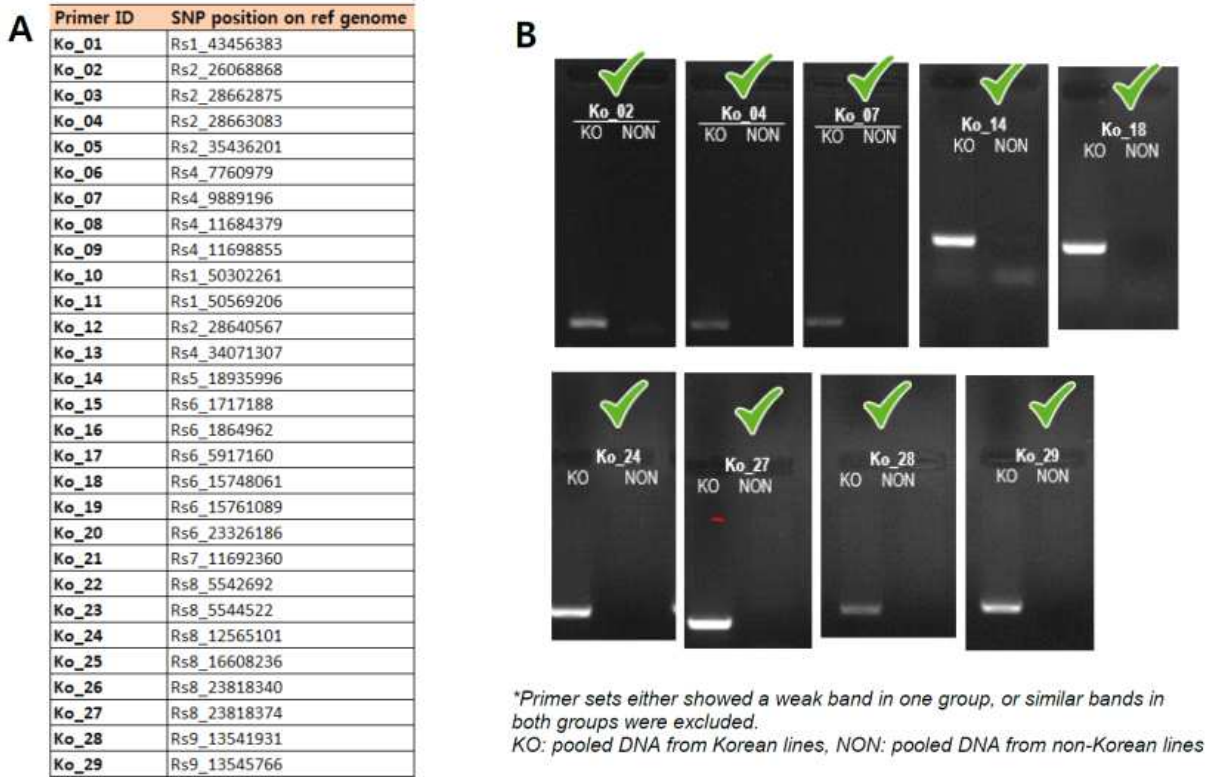 A
Primer ID SNP position on ref genome
Ko_01 Rs1_43456383
Ko_02 Rs2_26068868
Ko_03 Rs2_28662875
Ko_04 Rs2_28663083
Ko_05 Rs2_35436201
Ko_06 Rs4_7760979
Ko_07 Rs4_9889196
Ko_08 Rs4_11684379
Ko_09 Rs4_11698855
Ko_10 Rs1_50302261
Ko_11 Rs1_50569206
Ko_12 Rs2_28640567
Ko_13 Rs4_34071307
Ko_14 Rs5_18935996
Ko_15 Rs6_1717188
Ko_16 Rs6_1864962
Ko_17 Rs6_5917160
Ko_18 Rs6_15748061
Ko_19 Rs6_15761089
Ko_20 Rs6_23326186
Ko_21 Rs7_11692360
Ko_22 Rs8_5542692
Ko_23 Rs8_5544522
Ko_24 Rs8_12565101
Ko_25 Rs8_16608236
Ko_26 Rs8_23818340
Ko_27 Rs8_23818374
Ko_28 Rs9_13541931
Ko_29 Rs9_13545766
B
Ko_02
KO NON
Ko_04
KO NON
Ko_07
KO NON
Ko_14
KO NON
Ko_18
KO NON
Ko_24
KO NON
Ko_27
KO NON
Ko_28
KO NON
Ko_29
KO NON
*Primer sets either showed a weak band in one group, or similar bands in
both groups were excluded.
KO: pooled DNA from Korean lines, NON: pooled DNA from non-Korean lines